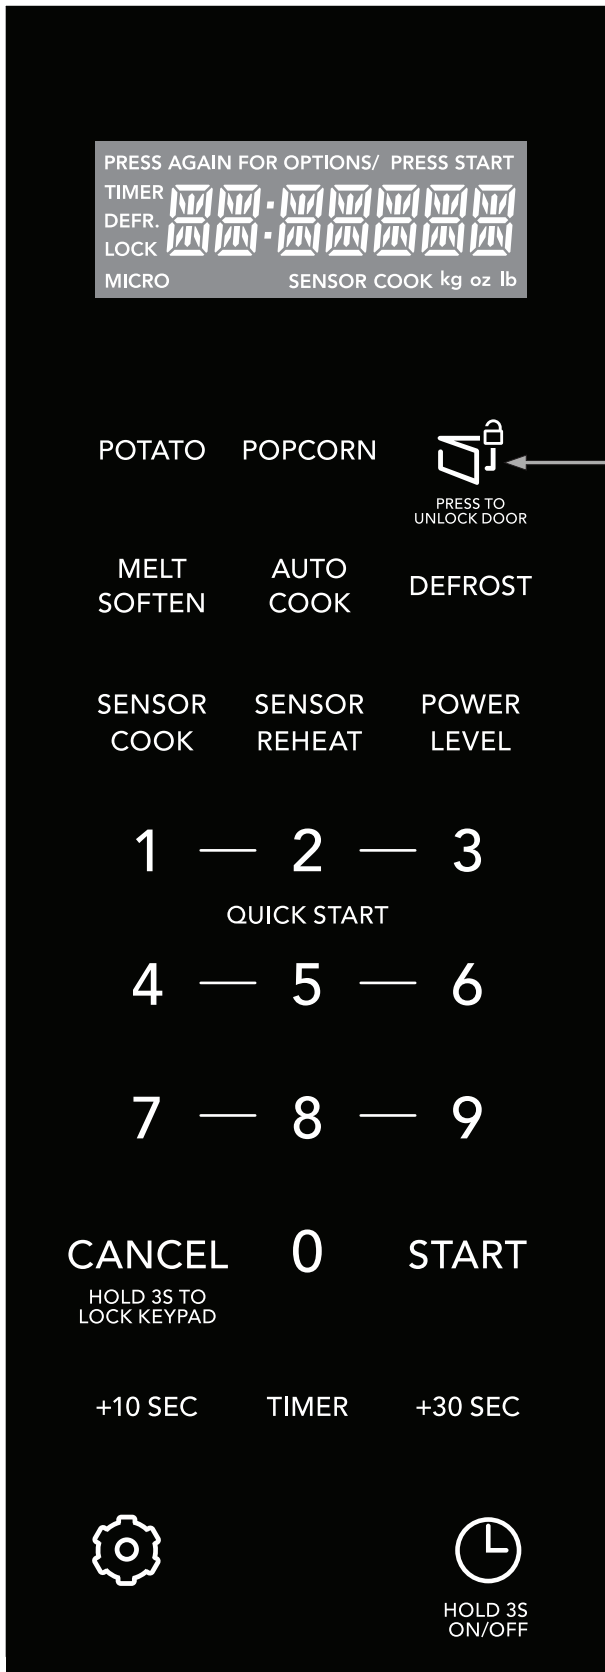 PRESS AGAIN FOR OPTIONS/ PRESS START
TIMER
DEFR.
LOCK
MICRO SENSOR COOK kg oz lb
POTATO POPCORN
PRESS TO
UNLOCK DOOR
MELT
SOFTEN
AUTO
COOK
DEFROST
SENSOR
COOK
SENSOR
REHEAT
POWER
LEVEL
1 — 2 — 3
QUICK START
4 — 5 — 6
7 — 8 — 9
CANCEL 0 START
HOLD 3S TO
LOCK KEYPAD
+10 SEC TIMER +30 SEC
HOLD 3S
ON/OFF